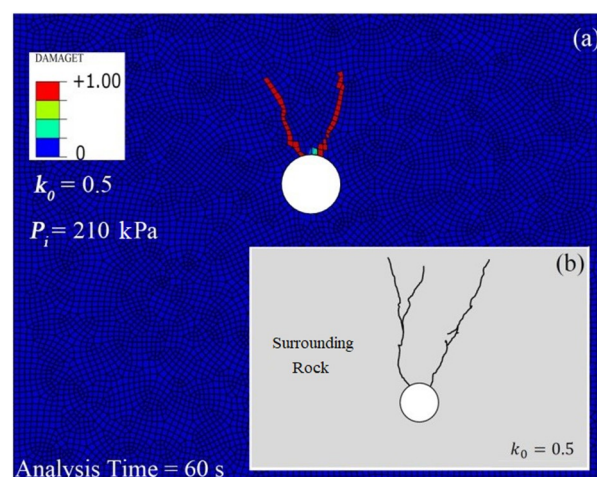 (a)
DAMAGET
+1.00
0
k₀ = 0.5
Pᵢ = 210 kPa
(b)
Surrounding
Rock
k₀ = 0.5
Analysis Time = 60 s